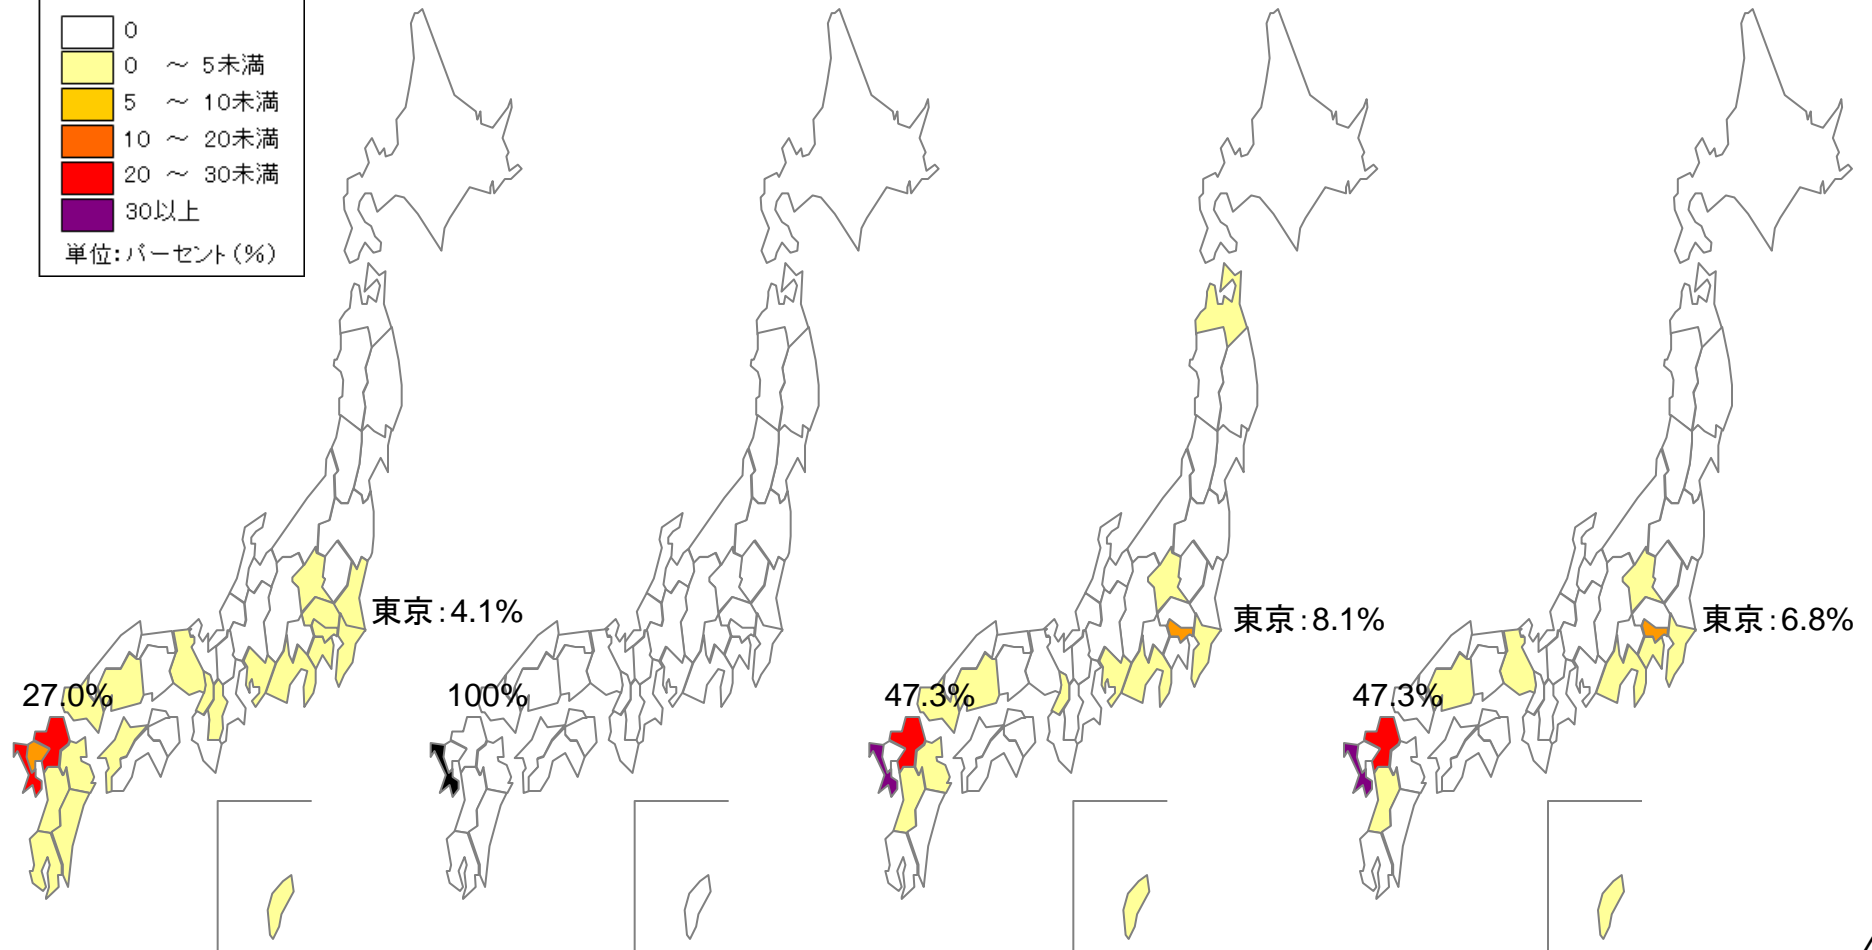 0
0 ～ 5未満
5 ～ 10未満
10 ～ 20未満
20 ～ 30未満
30以上
単位:パーセント(%)
東京:4.1%
27.0%
100%
東京:8.1%
47.3%
東京:6.8%
47.3%